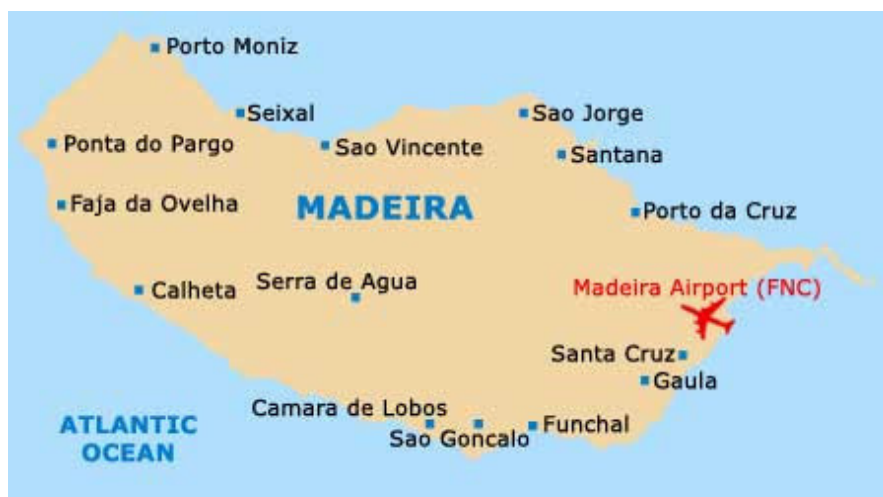 Porto Moniz
Seixal
Sao Jorge
Ponta do Pargo
Sao Vincente
Santana
Faja da Ovelha
MADEIRA
Porto da Cruz
Serra de Agua
Calheta
Madeira Airport (FNC)
Santa Cruz
Gaula
Camara de Lobos
Funchal
Sao Goncalo
ATLANTIC
OCEAN